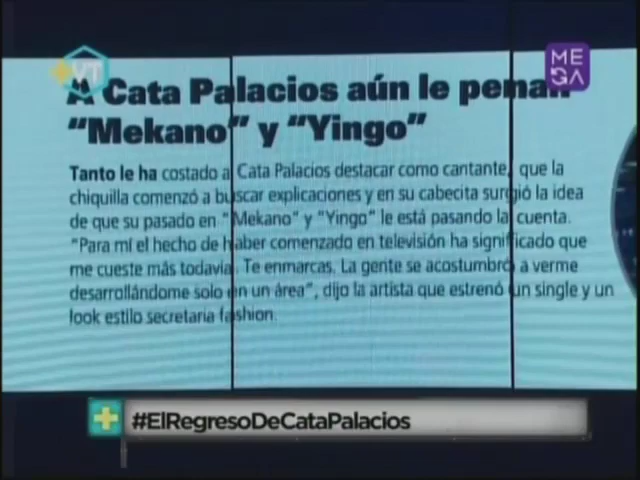 +VT
MEGA
A Cata Palacios aún le penan
“Mekano” y “Yingo”
Tanto le ha costado a Cata Palacios destacar como cantante, que la
chiquilla comenzó a buscar explicaciones y en su cabecita surgió la idea
de que su pasado en “Mekano” y “Yingo” le está pasando la cuenta.
“Para mí el hecho de haber comenzado en televisión ha significado que
me cueste más todavía. Te enmarcas. La gente se acostumbró a verme
desarrollándome solo en un área”, dijo la artista que estrenó un single y un
look estilo secretaria fashion.
#ElRegresoDeCataPalacios